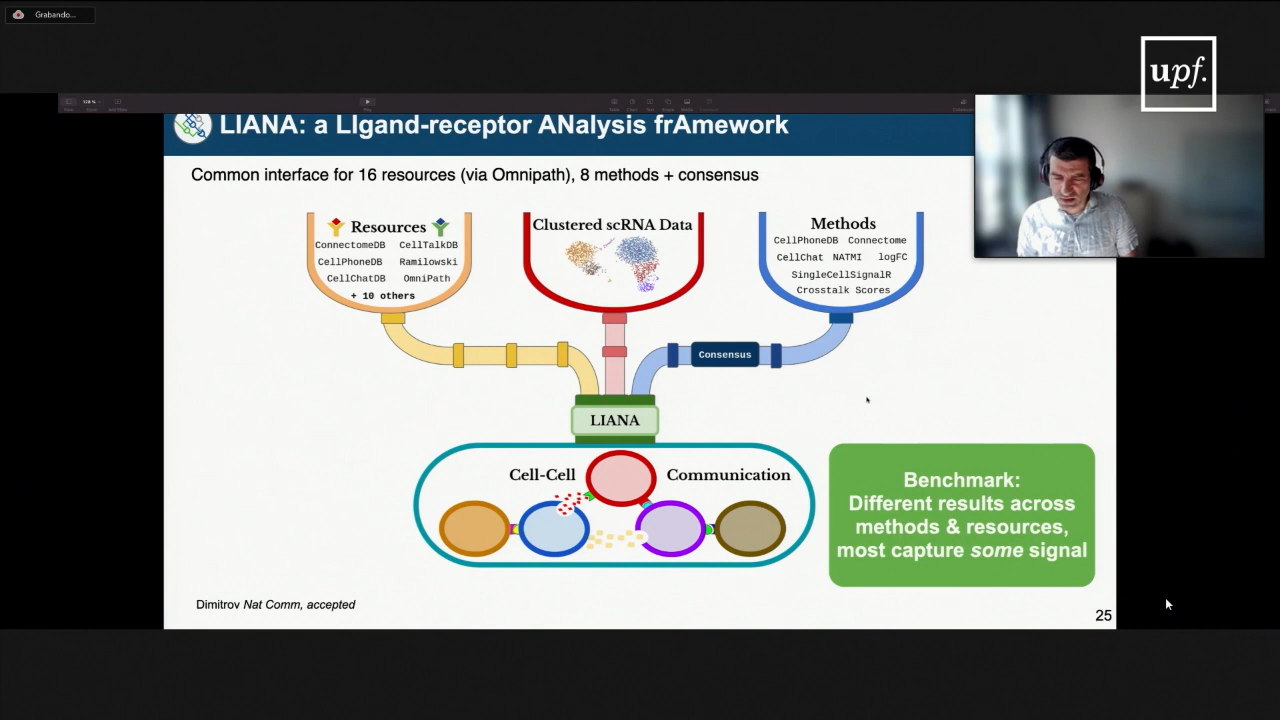 Grabando...
upf.
LIANA: a LIgand-receptor ANalysis frAmework
Common interface for 16 resources (via Omnipath), 8 methods + consensus
Resources
ConnectomeDB CellTalkDB
CellPhoneDB Ramilowski
CellChatDB OmniPath
+ 10 others
Clustered scRNA Data
Methods
CellPhoneDB Connectome
CellChat NATMI logFC
SingleCellSignalR
Crosstalk Scores
Consensus
LIANA
Cell-Cell Communication
Benchmark:
Different results across
methods & resources,
most capture some signal
Dimitrov Nat Comm, accepted
25